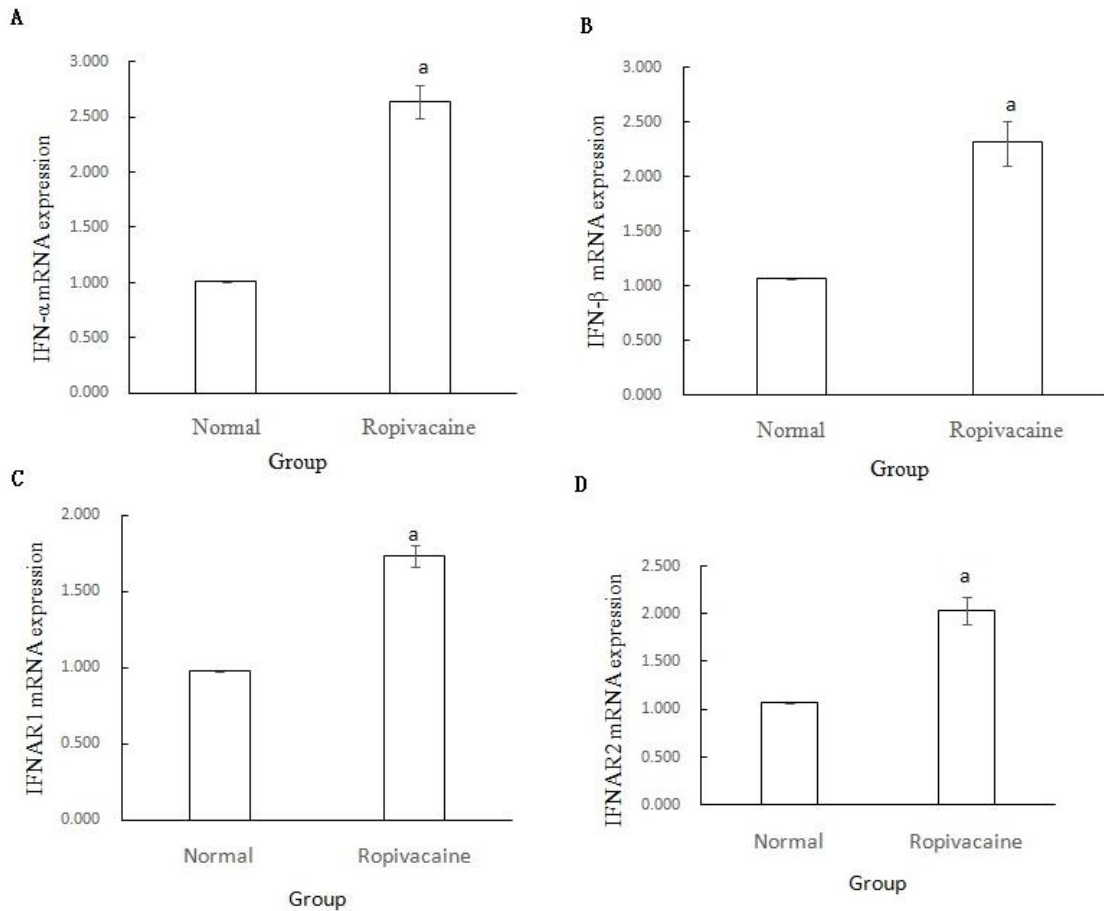 A
IFN-α mRNA expression
3.000
2.500
2.000
1.500
1.000
0.500
0.000
a
Normal Ropivacaine
Group
B
IFN-β mRNA expression
3.000
2.500
2.000
1.500
1.000
0.500
0.000
a
Normal Ropivacaine
Group
C
IFNAR1 mRNA expression
2.000
1.500
1.000
0.500
0.000
a
Normal Ropivacaine
Group
D
IFNAR2 mRNA expression
2.500
2.000
1.500
1.000
0.500
0.000
a
Normal Ropivacaine
Group